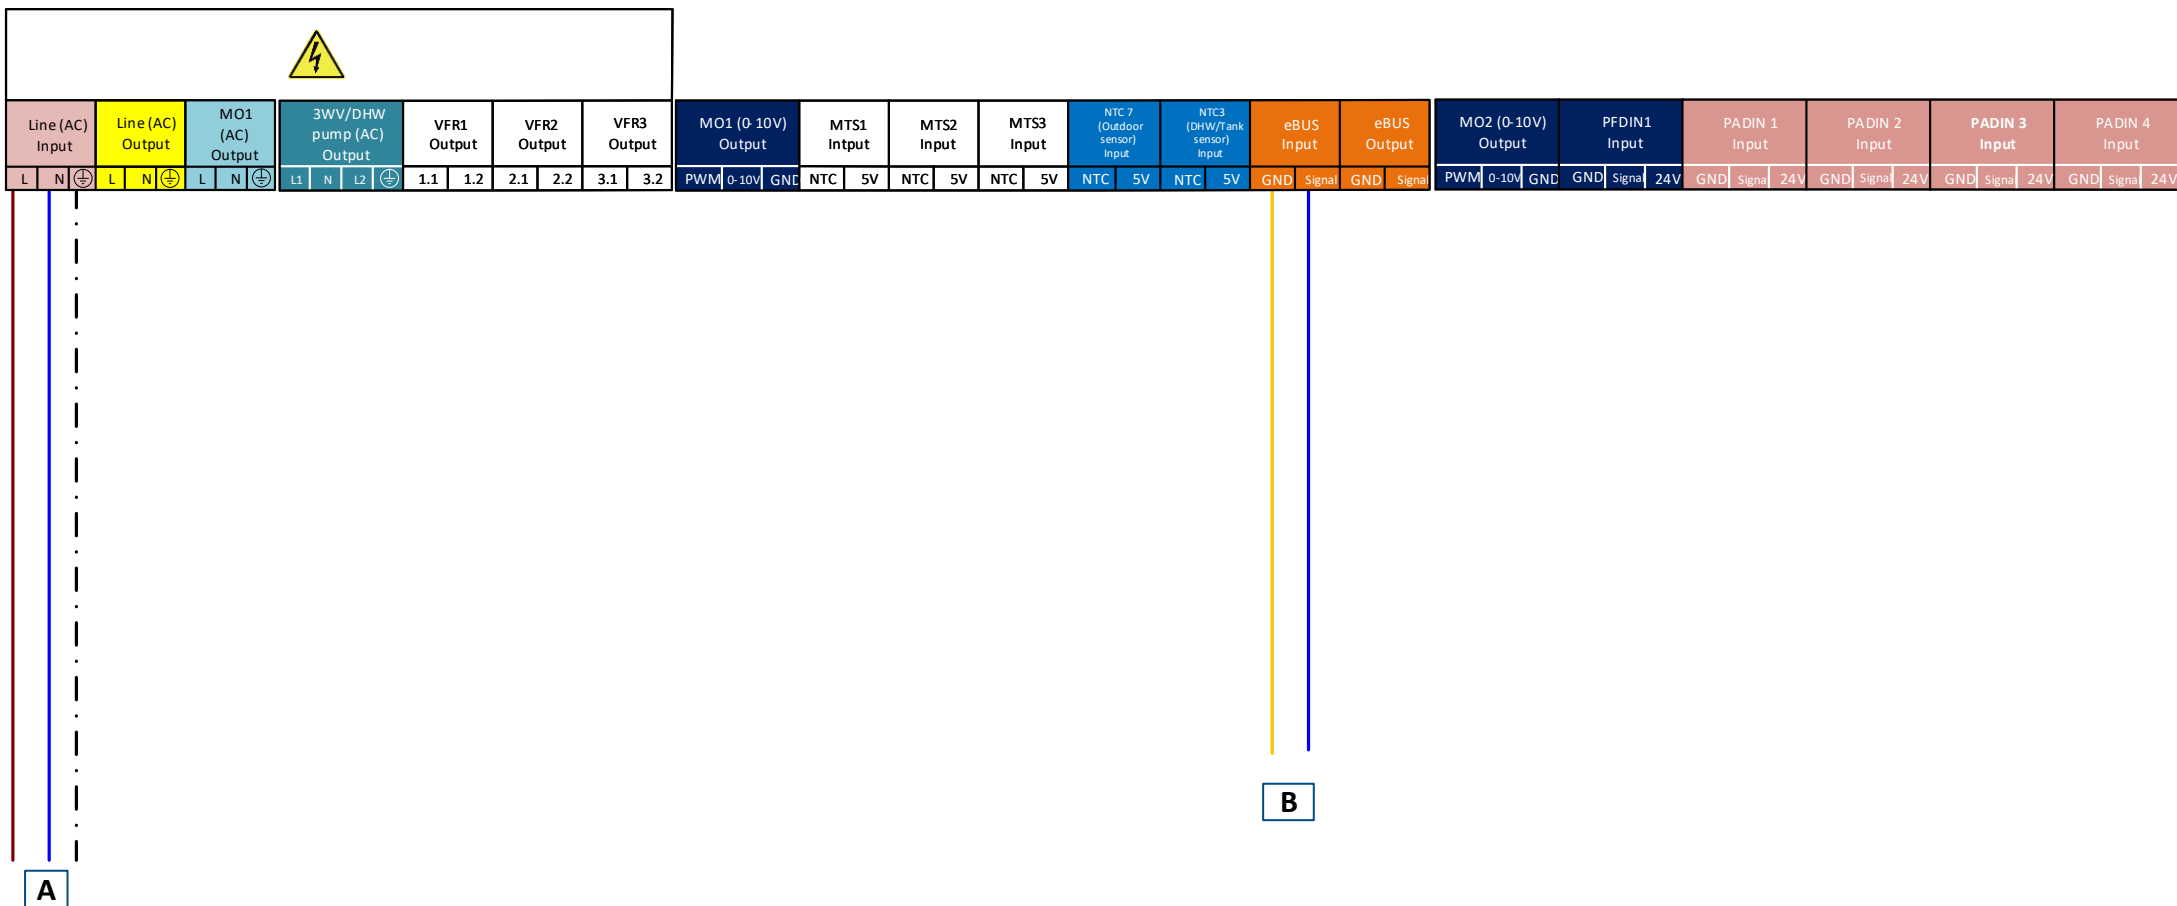 Line (AC)
Input
Line (AC)
Output
MO1
(AC)
Output
3WV/DHW
pump (AC)
Output
VFR1
Output
VFR2
Output
VFR3
Output
MO1 (0-10V)
Output
MTS1
Intput
MTS2
Input
MTS3
Input
NTC 7
(Outdoor
sensor)
Input
NTC3
(DHW/Tank
sensor)
Input
eBUS
Input
eBUS
Output
MO2 (0-10V)
Output
PFDIN1
Input
PADIN 1
Input
PADIN 2
Input
PADIN 3
Input
PADIN 4
Input
L N L N L N L1 N L2 1.1 1.2 2.1 2.2 3.1 3.2 PWM 0-10V GND NTC 5V NTC 5V NTC 5V NTC 5V NTC 5V GND Signal GND Signal PWM 0-10V GND GND Signal 24V GND Signal 24V GND Signal 24V GND Signal 24V GND Signal 24V
B
A